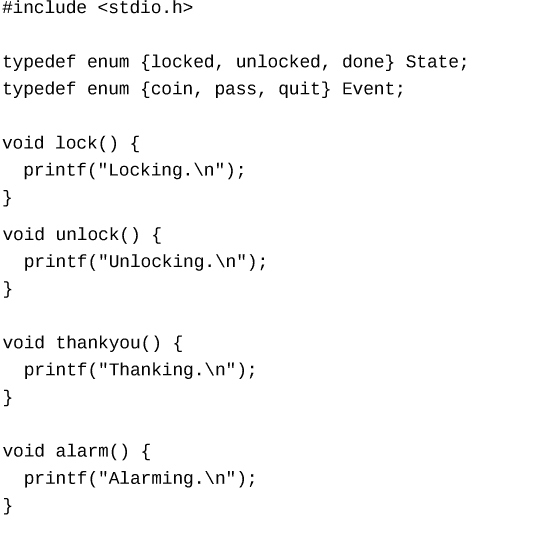 #include <stdio.h>
typedef enum {locked, unlocked, done} State;
typedef enum {coin, pass, quit} Event;
void lock() {
  printf("Locking.\n");
}
void unlock() {
  printf("Unlocking.\n");
}
void thankyou() {
  printf("Thanking.\n");
}
void alarm() {
  printf("Alarming.\n");
}